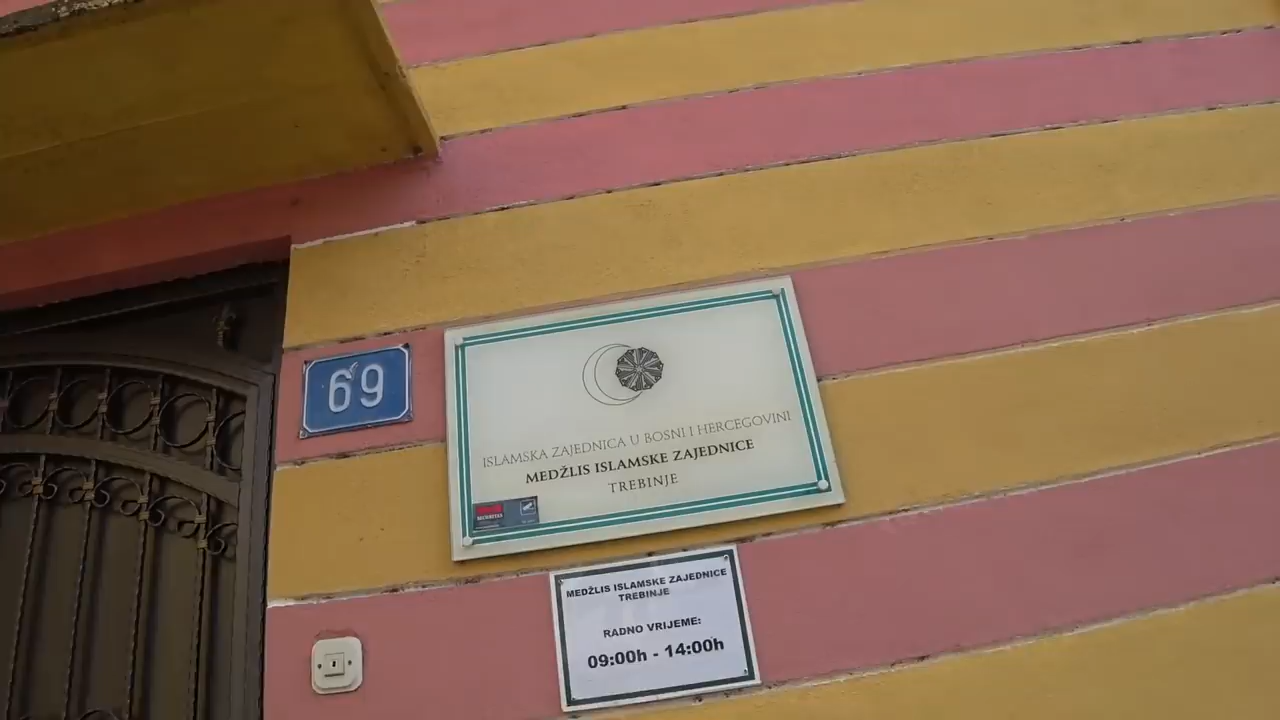 69
ISLAMSKA ZAJEDNICA U BOSNI I HERCEGOVINI
MEDŽLIS ISLAMSKE ZAJEDNICE
TREBINJE
SECURITAS
MEDŽLIS ISLAMSKE ZAJEDNICE
TREBINJE
RADNO VRIJEME:
09:00h - 14:00h